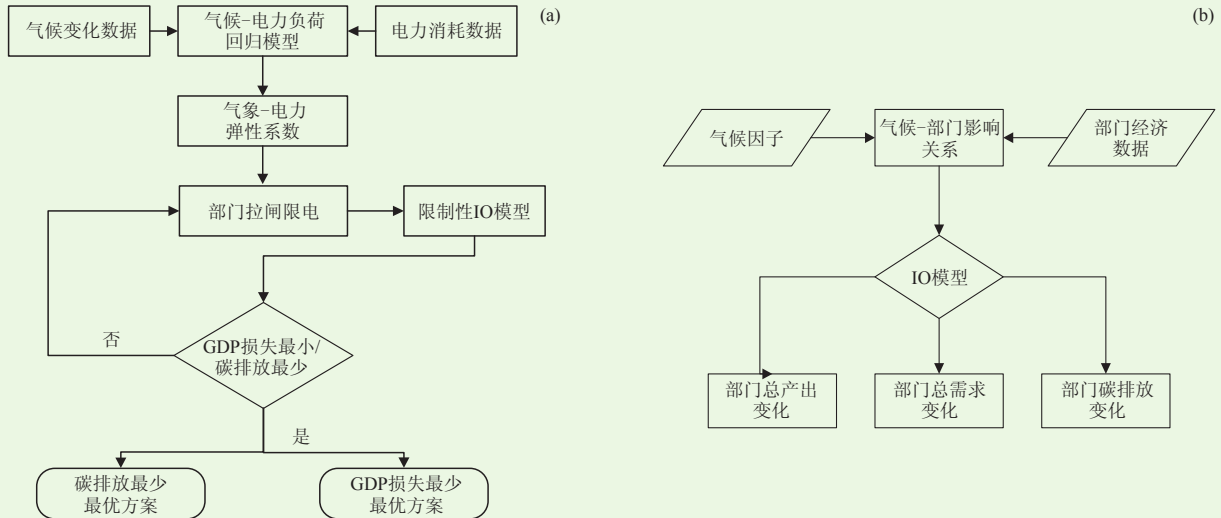 (a)
气候变化数据
气候-电力负荷
回归模型
电力消耗数据
气象-电力
弹性系数
部门拉闸限电
限制性IO模型
否
GDP损失最小/
碳排放最少
是
碳排放最少
最优方案
GDP损失最少
最优方案
(b)
气候因子
气候-部门影响
关系
部门经济
数据
IO模型
部门总产出
变化
部门总需求
变化
部门碳排放
变化